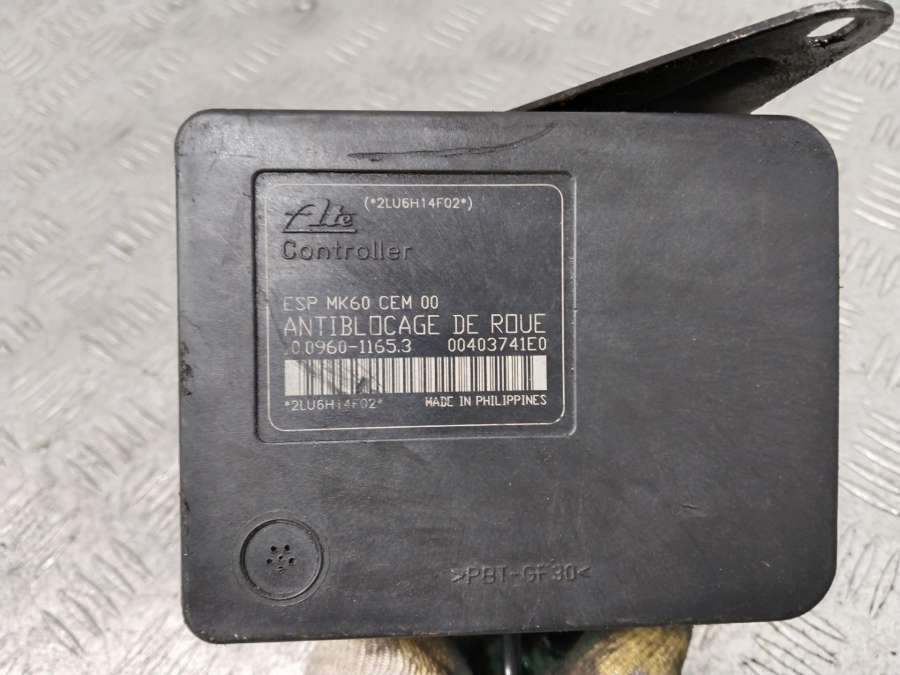 (*2LU6H14F02*)
Ate
Controller
ESP MK60 CEM 00
ANTIBLOCAGE DE ROUE
.0960-1165.3 00403741E0
*2LU6H14F02*
MADE IN PHILIPPINES
>PBT-GF30<